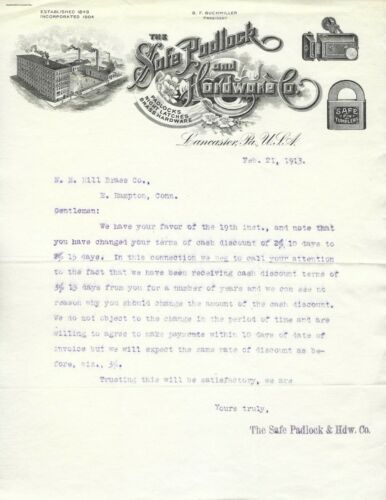 ESTABLISHED 1849
INCORPORATED 1904
B. F. BUCHMILLER
PRESIDENT
THE
Safe Padlock
and
Hardware Co.
PADLOCKS
NIGHT LATCHES
BRASS HARDWARE
SAFE
TUMBLERS
Lancaster, Pa., U.S.A.
Feb. 21, 1913.
N. N. Hill Brass Co.,
E. Hampton, Conn.
Gentlemen:
We have your favor of the 19th inst., and note that
you have changed your terms of cash discount of 2% 10 days to
2% 15 days. In this connection we beg to call your attention
to the fact that we have been receiving cash discount terms of
3% 15 days from you for a number of years and we can see no
reason why you should change the amount of the cash discount.
We do not object to the change in the period of time and are
willing to agree to make payments within 10 days of date of
invoice but we will expect the same rate of discount as be-
fore, viz., 3%.
Trusting this will be satisfactory, we are
Yours truly,
The Safe Padlock & Hdw. Co.